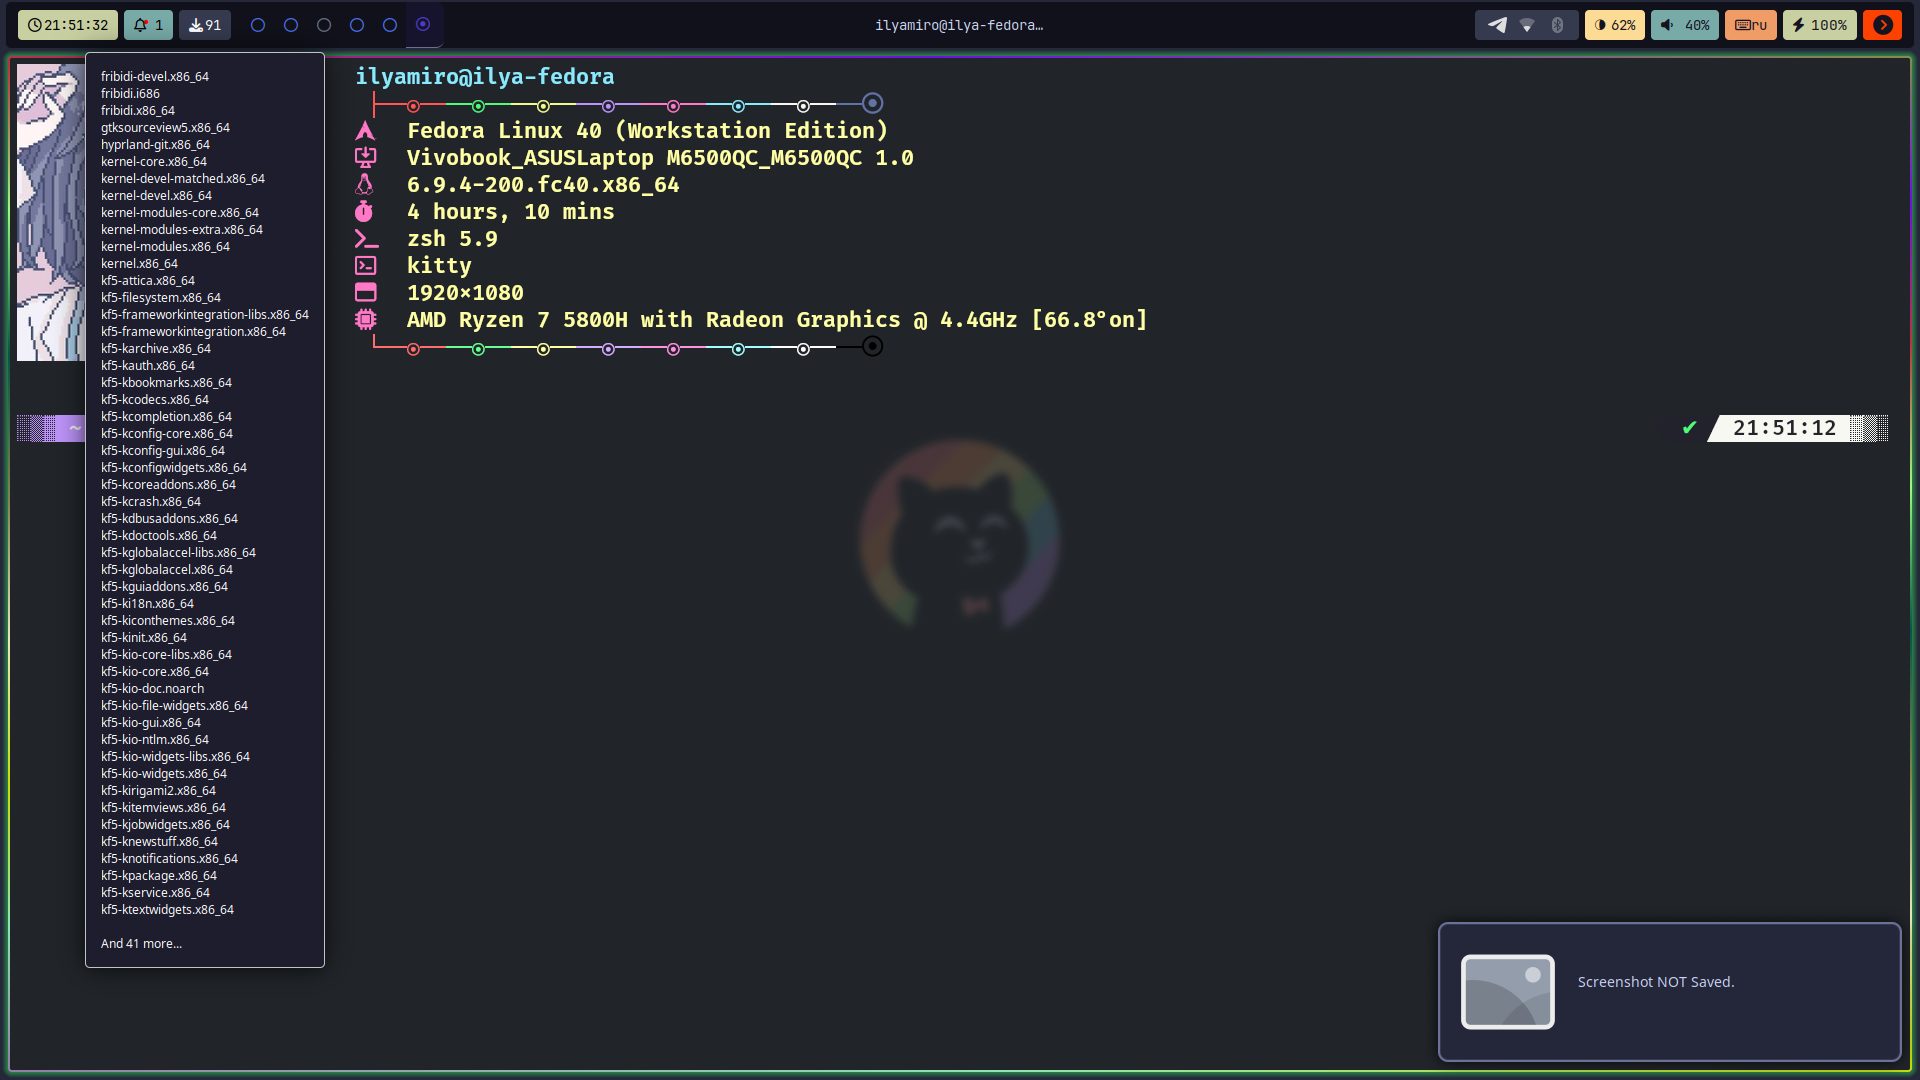 21:51:32 1 91 ilyamiro@ilya-fedora… 62% 40% ru 100%
fribidi-devel.x86_64
fribidi.i686
fribidi.x86_64
gtksourceview5.x86_64
hyprland-git.x86_64
kernel-core.x86_64
kernel-devel-matched.x86_64
kernel-devel.x86_64
kernel-modules-core.x86_64
kernel-modules-extra.x86_64
kernel-modules.x86_64
kernel.x86_64
kf5-attica.x86_64
kf5-filesystem.x86_64
kf5-frameworkintegration-libs.x86_64
kf5-frameworkintegration.x86_64
kf5-karchive.x86_64
kf5-kauth.x86_64
kf5-kbookmarks.x86_64
kf5-kcodecs.x86_64
kf5-kcompletion.x86_64
kf5-kconfig-core.x86_64
kf5-kconfig-gui.x86_64
kf5-kconfigwidgets.x86_64
kf5-kcoreaddons.x86_64
kf5-kcrash.x86_64
kf5-kdbusaddons.x86_64
kf5-kdoctools.x86_64
kf5-kglobalaccel-libs.x86_64
kf5-kglobalaccel.x86_64
kf5-kguiaddons.x86_64
kf5-ki18n.x86_64
kf5-kiconthemes.x86_64
kf5-kinit.x86_64
kf5-kio-core-libs.x86_64
kf5-kio-core.x86_64
kf5-kio-doc.noarch
kf5-kio-file-widgets.x86_64
kf5-kio-gui.x86_64
kf5-kio-ntlm.x86_64
kf5-kio-widgets-libs.x86_64
kf5-kio-widgets.x86_64
kf5-kirigami2.x86_64
kf5-kitemviews.x86_64
kf5-kjobwidgets.x86_64
kf5-knewstuff.x86_64
kf5-knotifications.x86_64
kf5-kpackage.x86_64
kf5-kservice.x86_64
kf5-ktextwidgets.x86_64
And 41 more...
ilyamiro@ilya-fedora
Fedora Linux 40 (Workstation Edition)
Vivobook_ASUSLaptop M6500QC_M6500QC 1.0
6.9.4-200.fc40.x86_64
4 hours, 10 mins
zsh 5.9
kitty
1920×1080
AMD Ryzen 7 5800H with Radeon Graphics @ 4.4GHz [66.8°on]
~ ✔ 21:51:12
Screenshot NOT Saved.